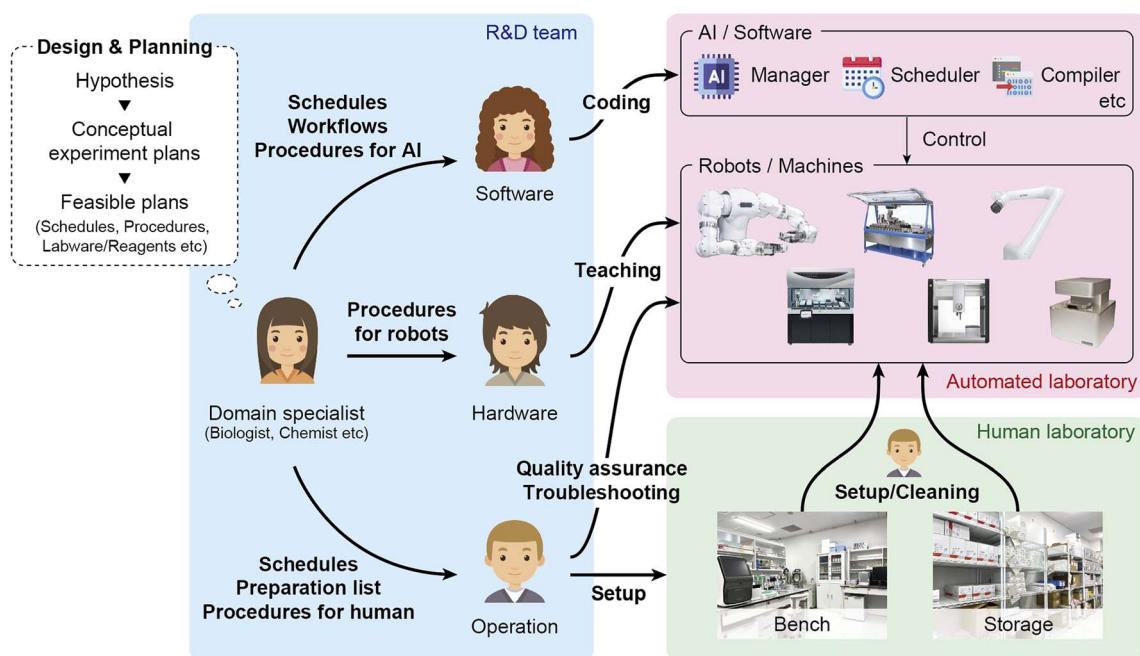 Design & Planning
Hypothesis
Conceptual
experiment plans
Feasible plans
(Schedules, Procedures,
Labware/Reagents etc)
R&D team
Schedules
Workflows
Procedures for AI
Software
Procedures
for robots
Domain specialist
(Biologist, Chemist etc)
Hardware
Schedules
Preparation list
Procedures for human
Operation
Coding
Teaching
Quality assurance
Troubleshooting
Setup
AI / Software
AI
Manager
Scheduler
Compiler
etc
Control
Robots / Machines
Automated laboratory
Human laboratory
Setup/Cleaning
Bench
Storage